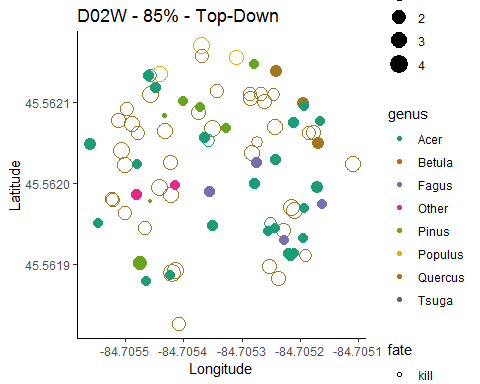 D02W - 85% - Top-Down
45.5621
45.5620
45.5619
Latitude
-84.7055
-84.7054
-84.7053
-84.7052
-84.7051
Longitude
2
3
4
genus
Acer
Betula
Fagus
Other
Pinus
Populus
Quercus
Tsuga
fate
kill